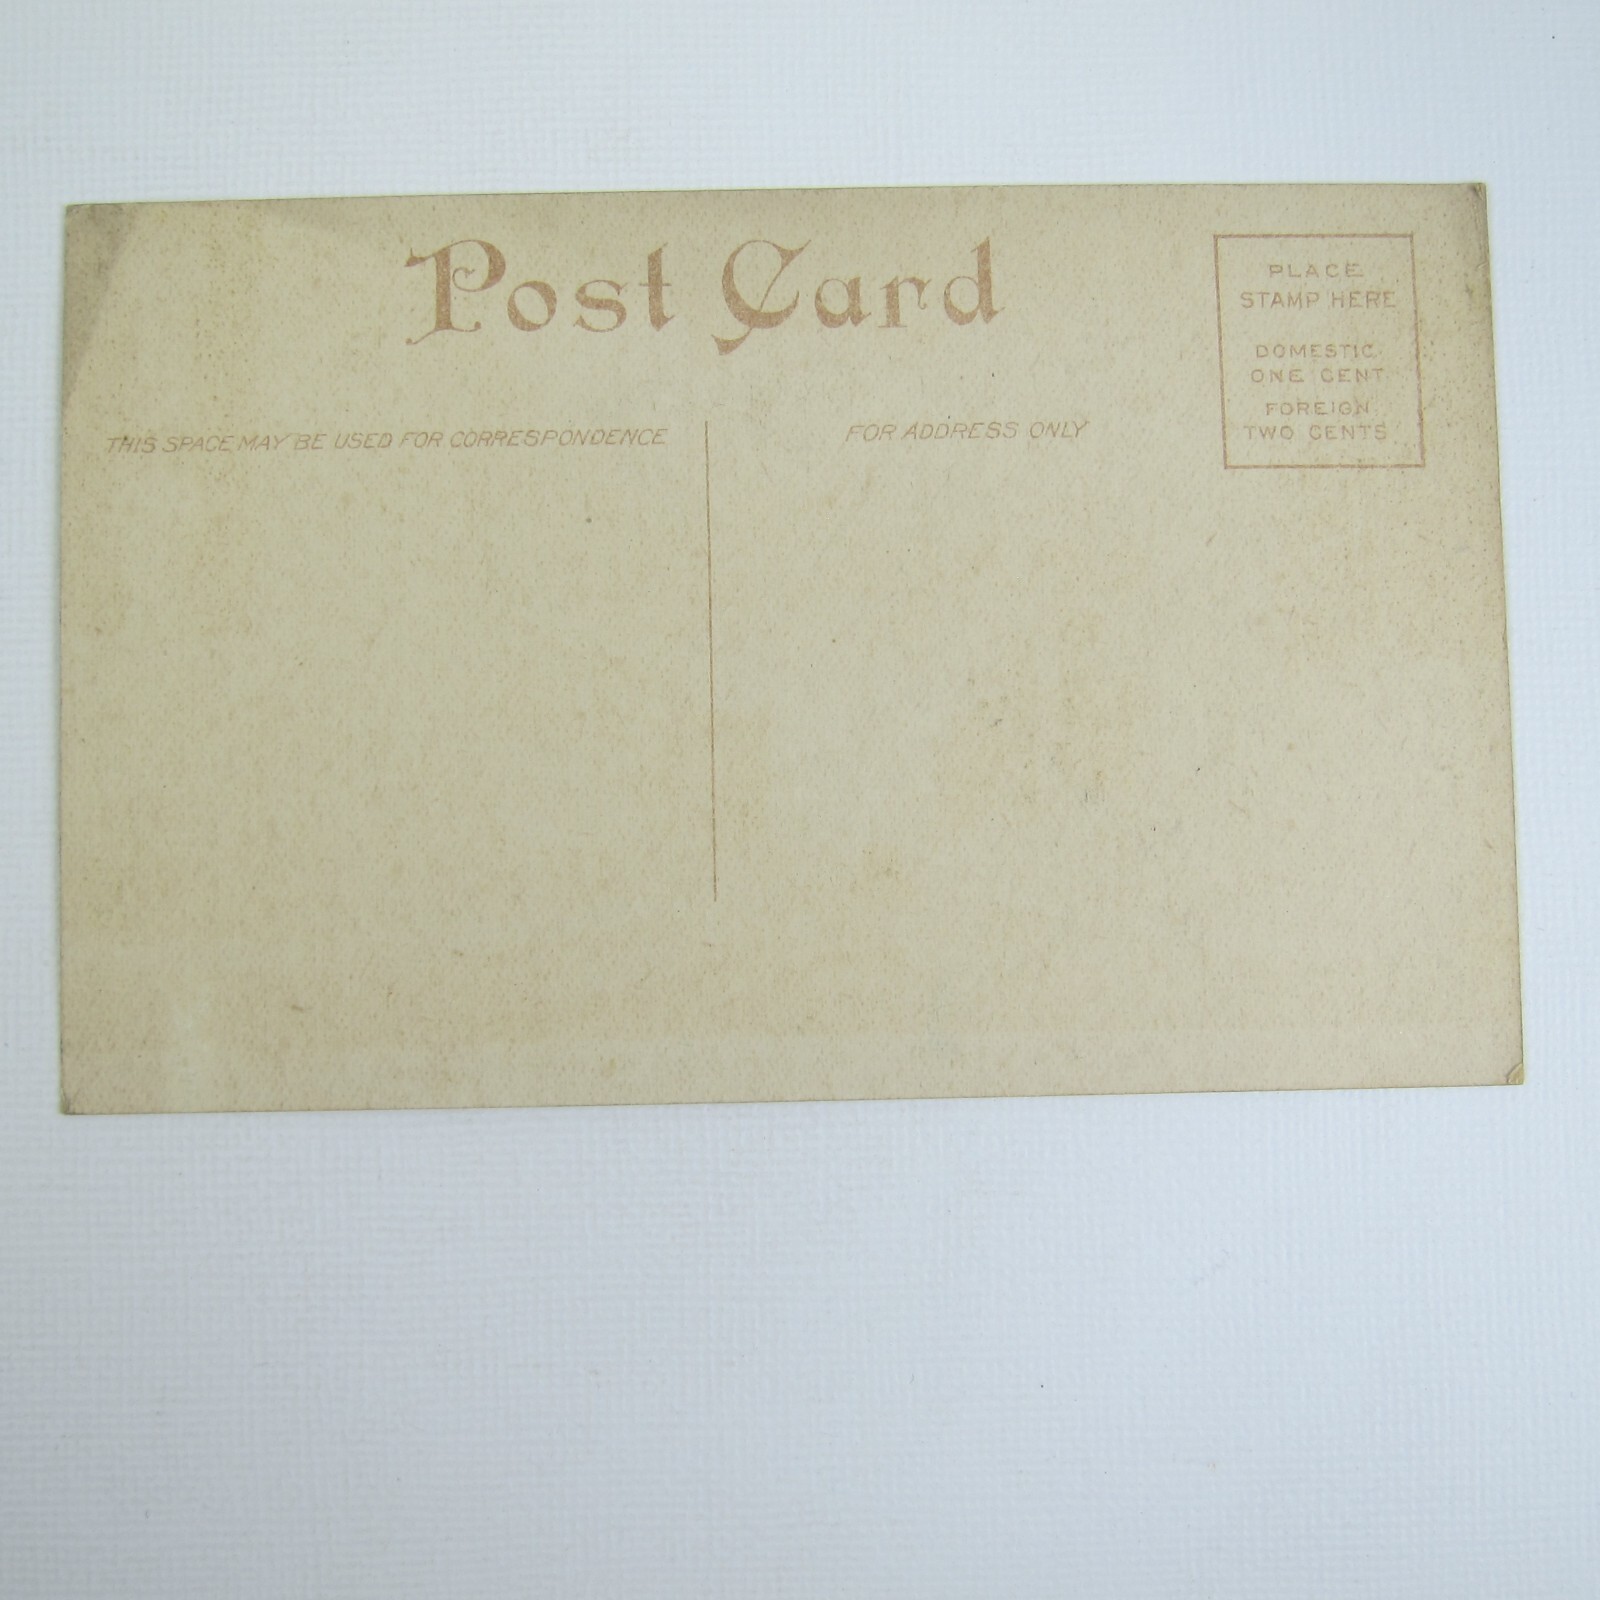 Post Card
PLACE
STAMP HERE
DOMESTIC
ONE CENT
FOREIGN
TWO CENTS
THIS SPACE MAY BE USED FOR CORRESPONDENCE
FOR ADDRESS ONLY